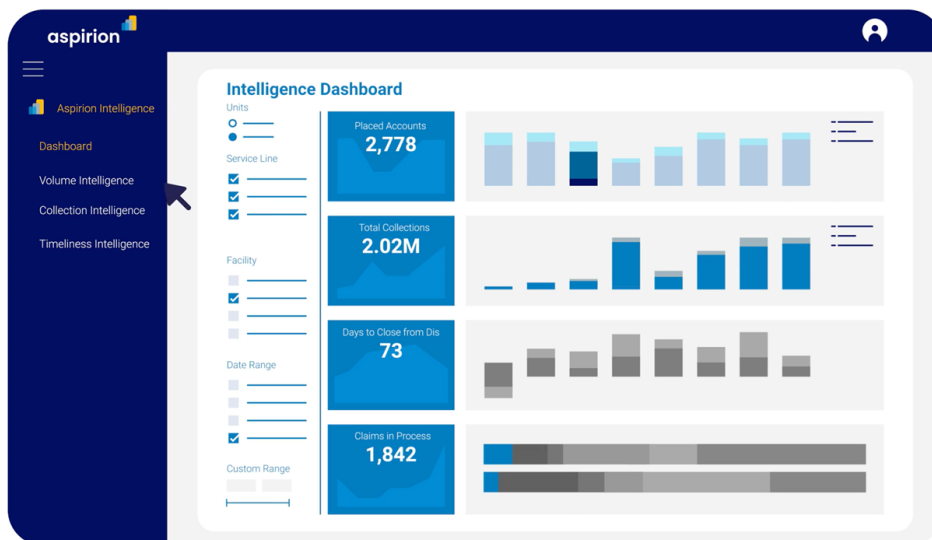 aspirion
Aspirion Intelligence
Dashboard
Volume Intelligence
Collection Intelligence
Timeliness Intelligence
Intelligence Dashboard
Units
Service Line
Facility
Date Range
Custom Range
Placed Accounts
2,778
Total Collections
2.02M
Days to Close from Dis
73
Claims in Process
1,842